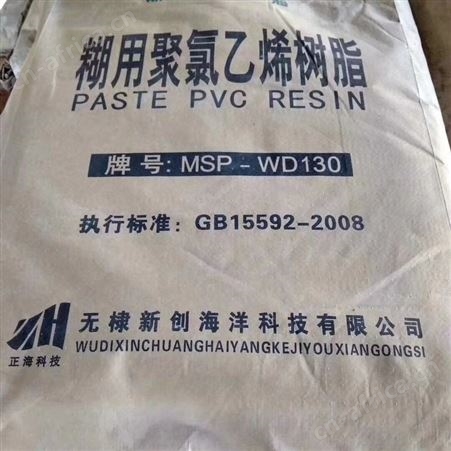 糊用聚氯乙烯树脂
PASTE PVC RESIN
牌号: MSP-WD130
执行标准: GB15592-2008
无棣新创海洋科技有限公司
WUDIXINCHUANGHAIYANGKEJIYOUXIANGONGSI
正海科技